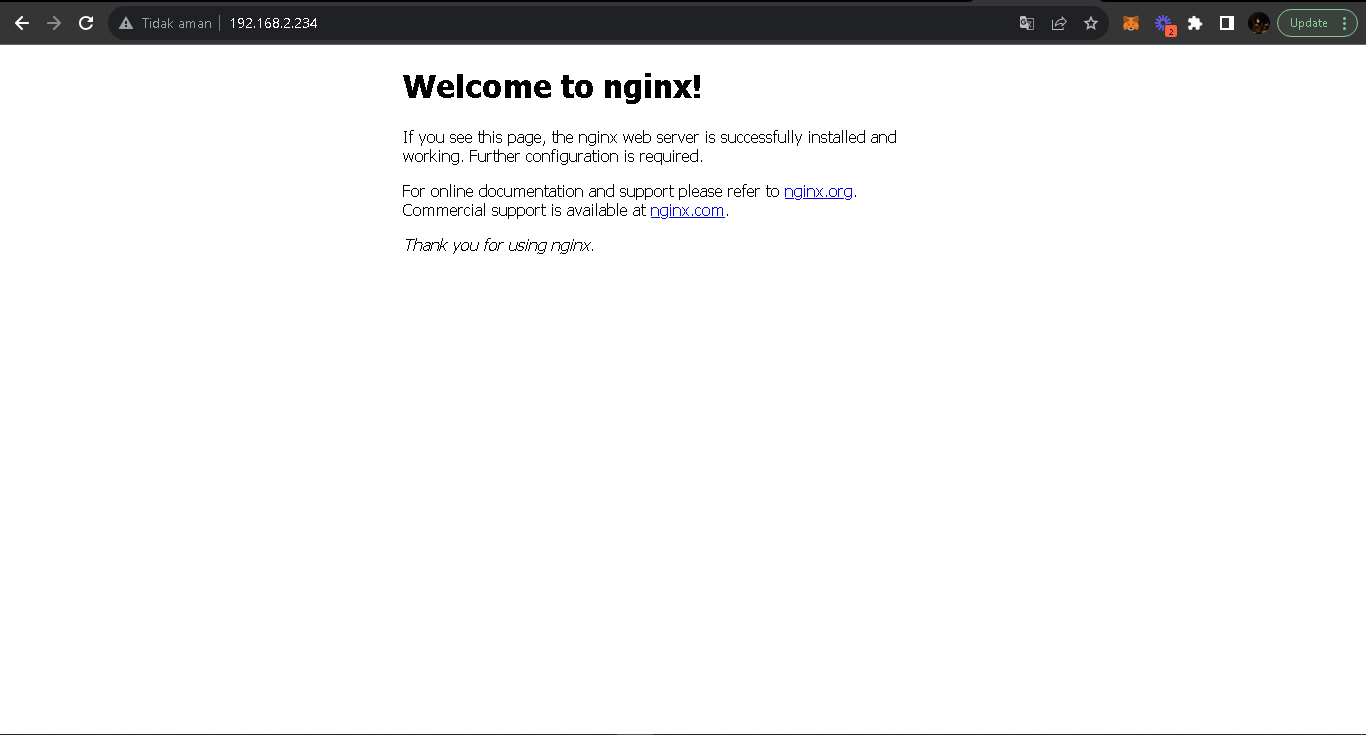 Tidak aman
192.168.2.234
2
Update
Welcome to nginx!
If you see this page, the nginx web server is successfully installed and
working. Further configuration is required.
For online documentation and support please refer to nginx.org.
Commercial support is available at nginx.com.
Thank you for using nginx.